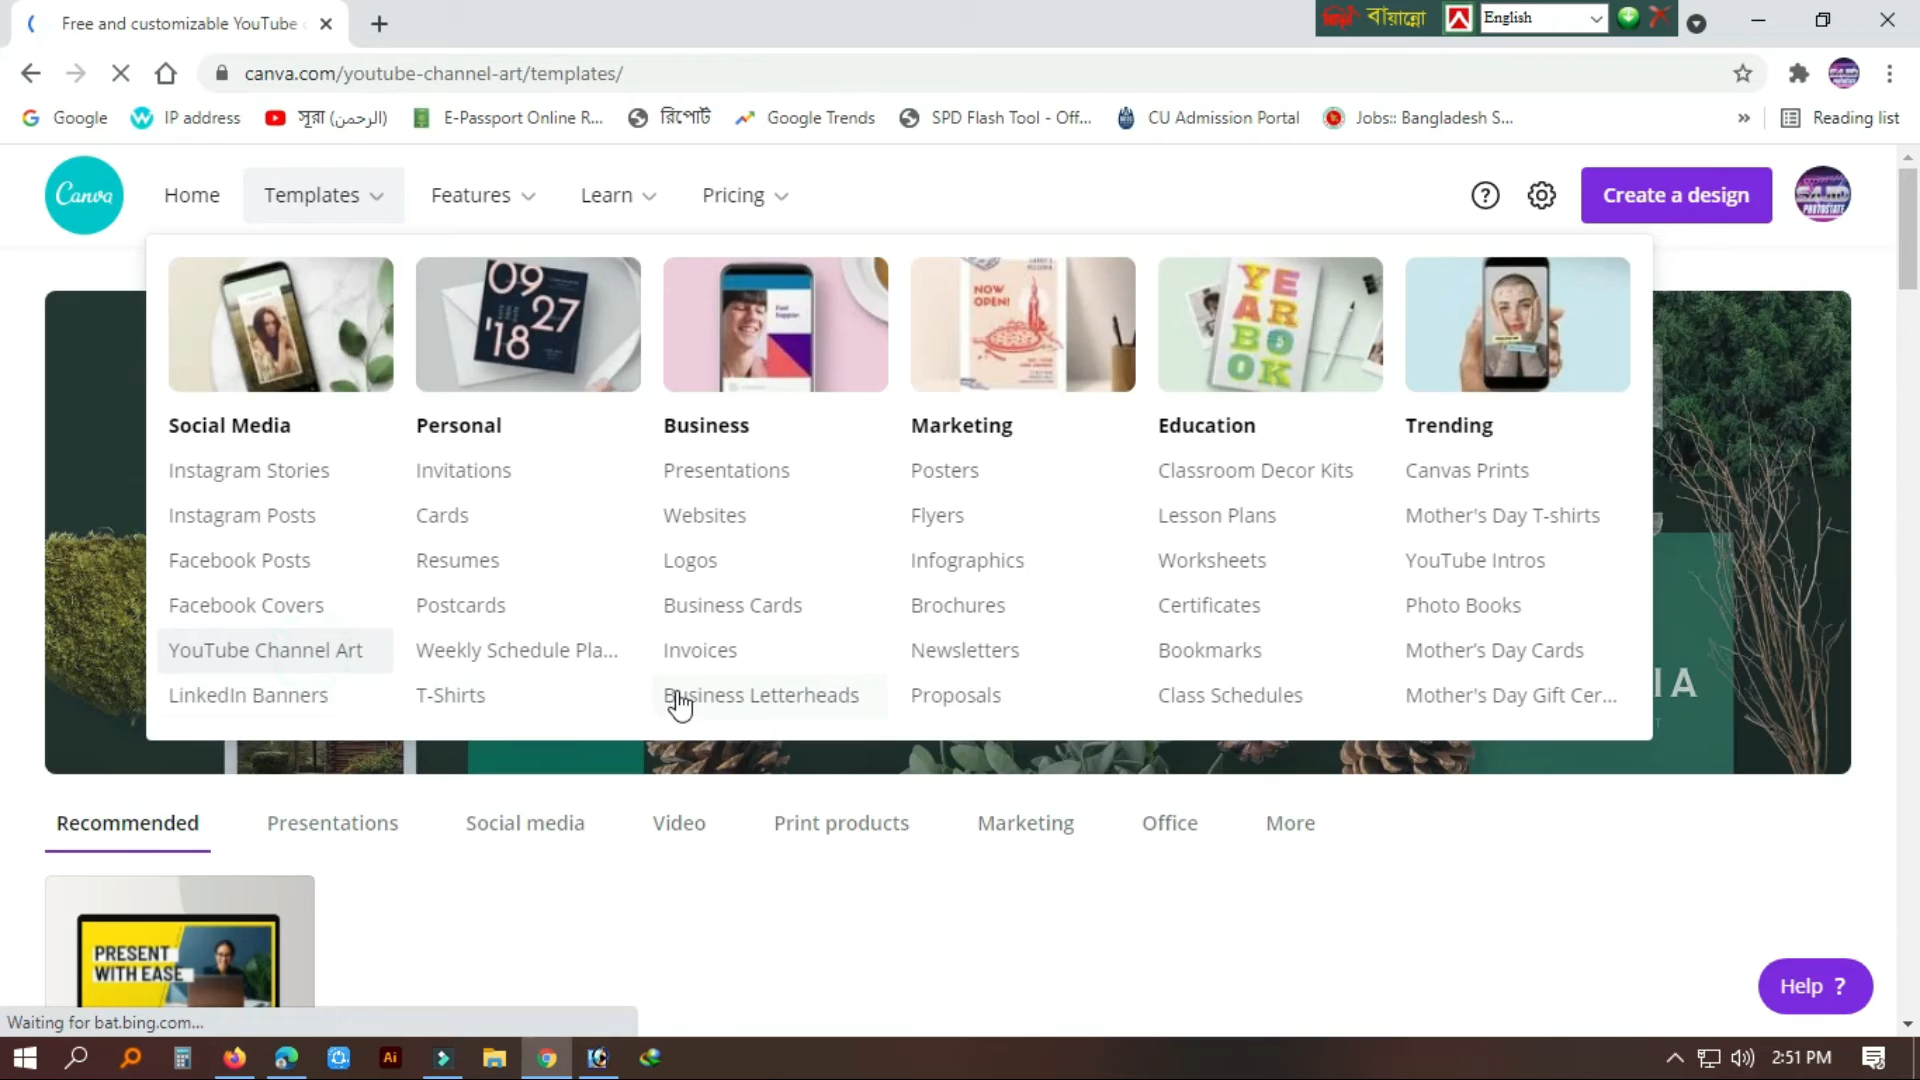 Free and customizable YouTube
বায়ান্নো
English
canva.com/youtube-channel-art/templates/
Google
IP address
সূরা (الرحمن)
E-Passport Online R...
রিপোর্ট
Google Trends
SPD Flash Tool - Off...
CU Admission Portal
Jobs:: Bangladesh S...
»
Reading list
Canva
Home
Templates
Features
Learn
Pricing
?
Create a design
09
27
'18
Feel
happier.
NOW
OPEN!
YE
AR
BO
OK
Social Media
Personal
Business
Marketing
Education
Trending
Instagram Stories
Invitations
Presentations
Posters
Classroom Decor Kits
Canvas Prints
Instagram Posts
Cards
Websites
Flyers
Lesson Plans
Mother's Day T-shirts
Facebook Posts
Resumes
Logos
Infographics
Worksheets
YouTube Intros
Facebook Covers
Postcards
Business Cards
Brochures
Certificates
Photo Books
YouTube Channel Art
Weekly Schedule Pla...
Invoices
Newsletters
Bookmarks
Mother's Day Cards
LinkedIn Banners
T-Shirts
Business Letterheads
Proposals
Class Schedules
Mother's Day Gift Cer...
IA
Recommended
Presentations
Social media
Video
Print products
Marketing
Office
More
PRESENT
WITH EASE
Help ?
Waiting for bat.bing.com...
Ai
2:51 PM